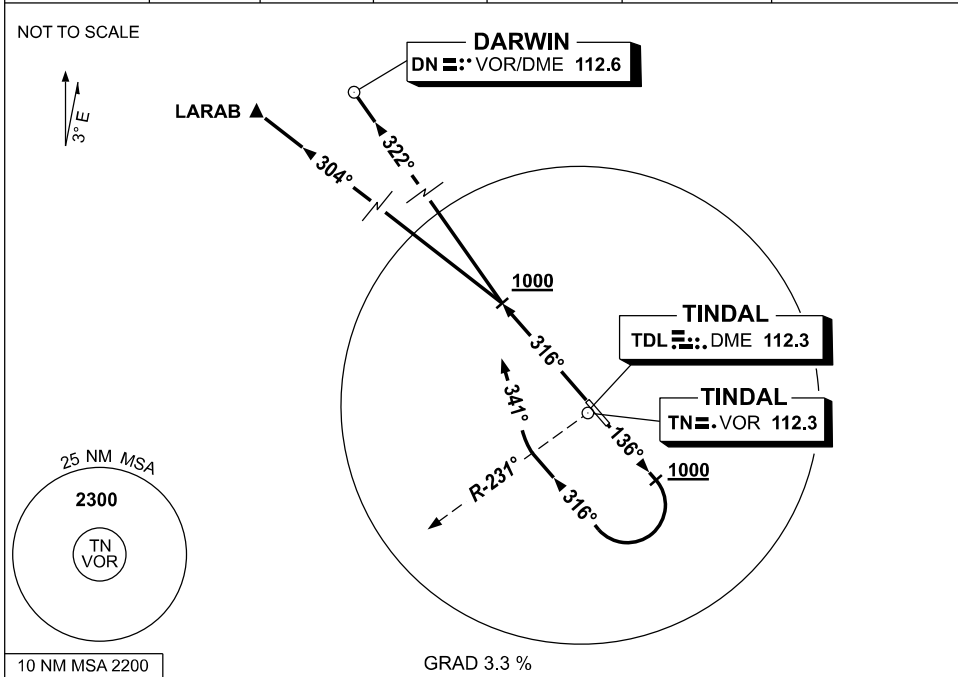 NOT TO SCALE
3° E
DARWIN
DN VOR/DME 112.6
LARAB
304°
322°
1000
TINDAL
TDL DME 112.3
316°
TINDAL
TN VOR 112.3
341°
136°
R-231°
1000
316°
25 NM MSA
2300
TN
VOR
10 NM MSA 2200
GRAD 3.3 %